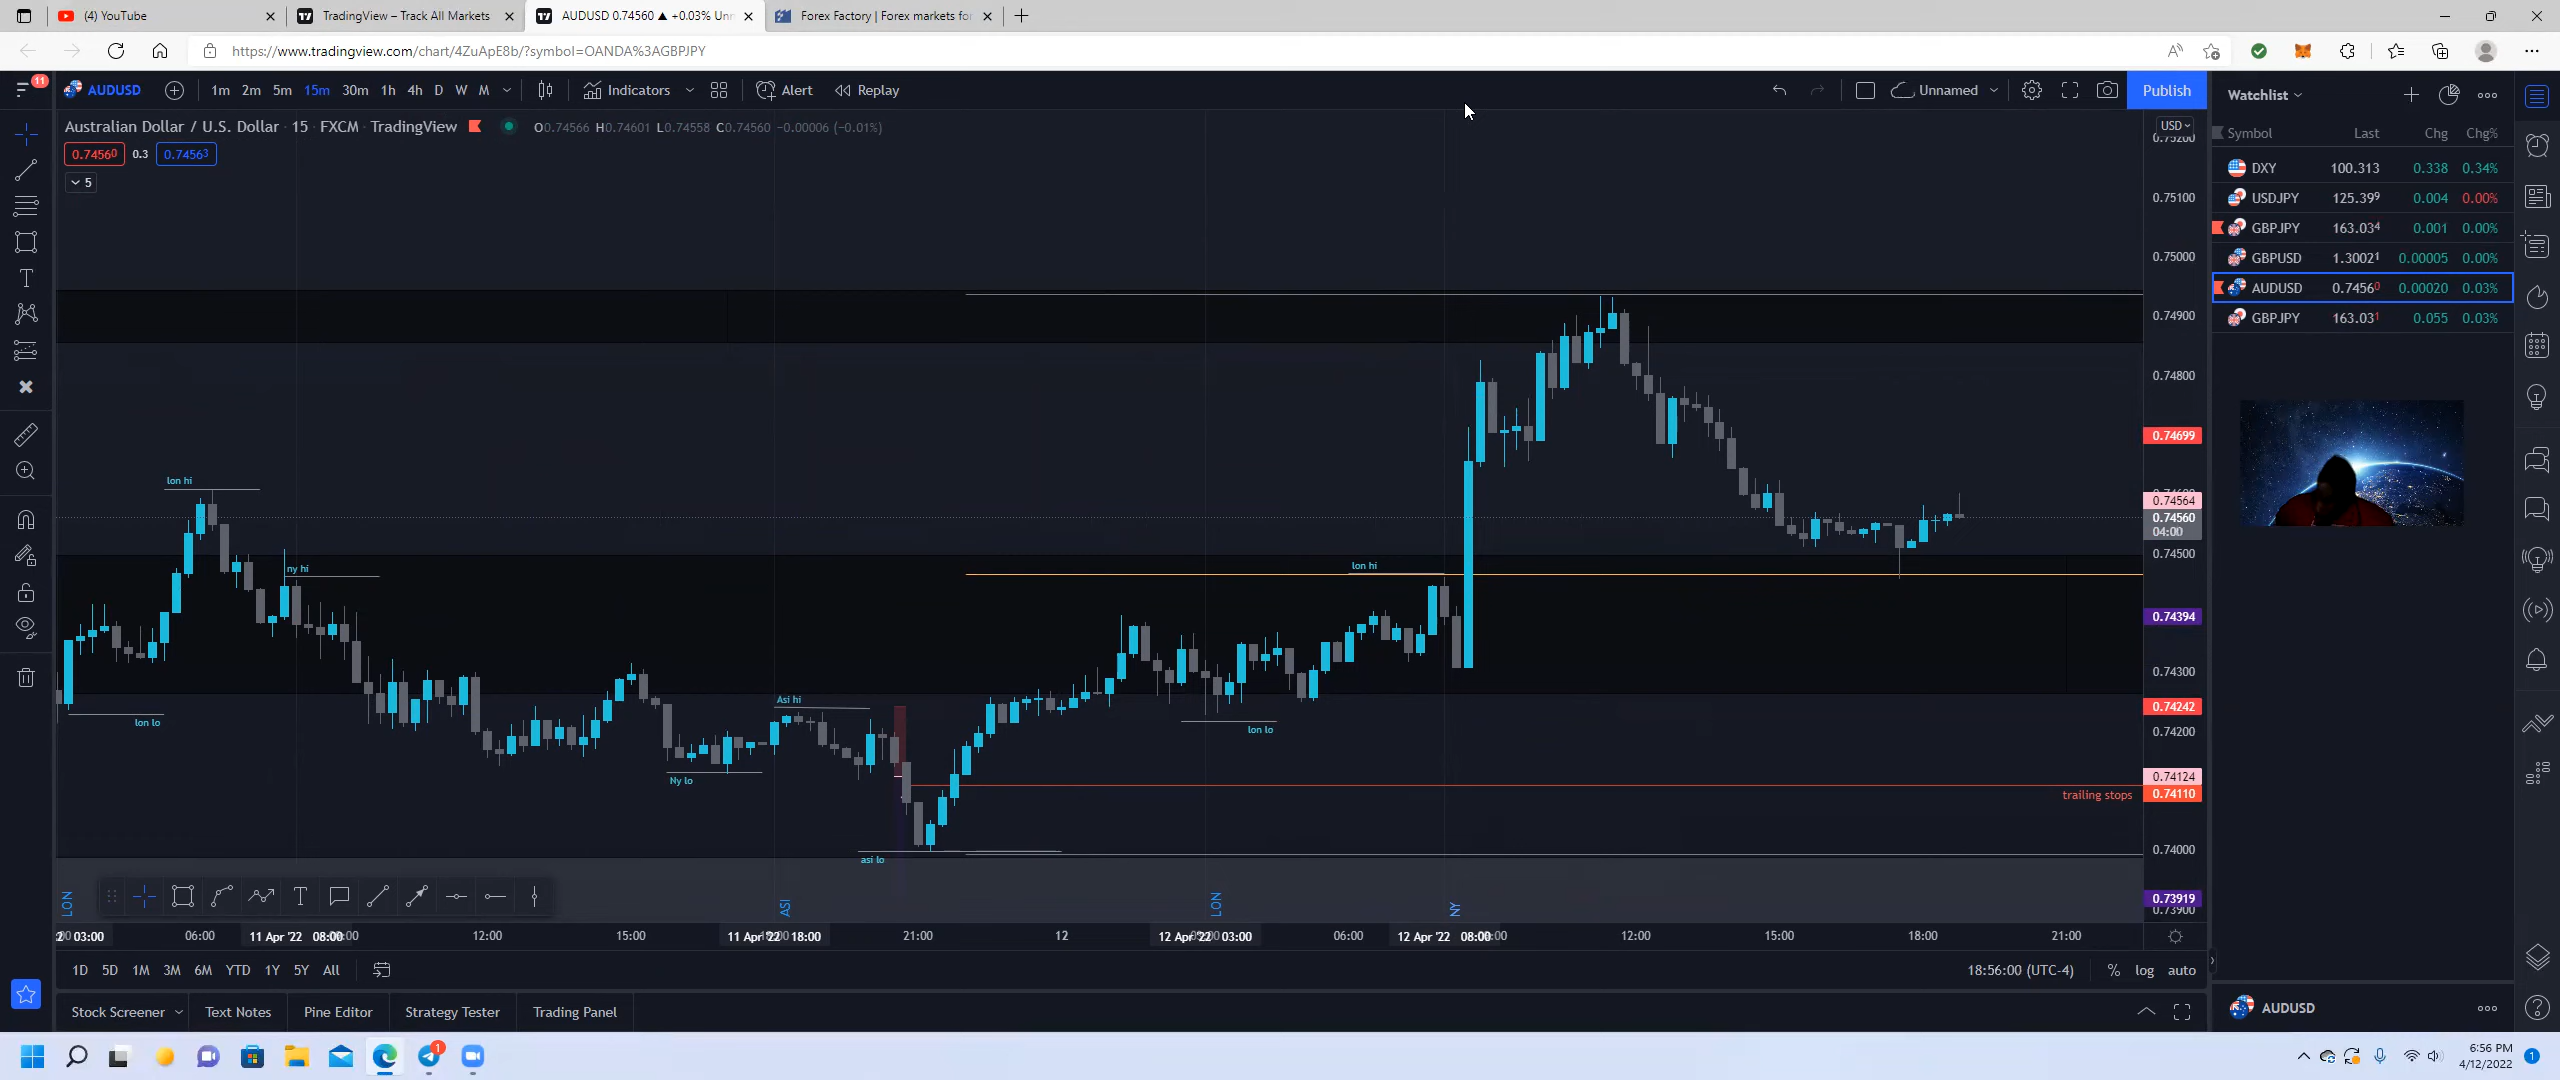 (4) YouTube
TradingView – Track All Markets
AUDUSD 0.74560 ▲ +0.03% Unn
Forex Factory | Forex markets for
https://www.tradingview.com/chart/4ZuApE8b/?symbol=OANDA%3AGBPJPY
11
AUDUSD
1m 2m 5m 15m 30m 1h 4h D W M
Indicators
Alert
Replay
Unnamed
Publish
Watchlist
Australian Dollar / U.S. Dollar · 15 · FXCM · TradingView
O0.74566 H0.74601 L0.74558 C0.74560 −0.00006 (−0.01%)
0.74560 0.3 0.74563
5
USD
Symbol Last Chg Chg%
DXY 100.313 0.338 0.34%
USDJPY 125.399 0.004 0.00%
GBPJPY 163.034 0.001 0.00%
GBPUSD 1.30021 0.00005 0.00%
AUDUSD 0.74560 0.00020 0.03%
GBPJPY 163.031 0.055 0.03%
0.75200
0.75100
0.75000
0.74900
0.74800
0.74699
0.74564
0.74560
04:00
0.74500
0.74394
0.74300
0.74242
0.74200
0.74124
0.74110
0.74000
0.73919
0.73900
lon hi
ny hi
lon hi
lon lo
Asi hi
Ny lo
lon lo
trailing stops
asi lo
LON
ASI
LON
NY
03:00
06:00
11 Apr '22 08:00
12:00
15:00
11 Apr '22 18:00
21:00
12
12 Apr '22 03:00
06:00
12 Apr '22 08:00
12:00
15:00
18:00
21:00
1D 5D 1M 3M 6M YTD 1Y 5Y All
18:56:00 (UTC-4)
% log auto
Stock Screener
Text Notes
Pine Editor
Strategy Tester
Trading Panel
AUDUSD
1
6:56 PM
4/12/2022
1